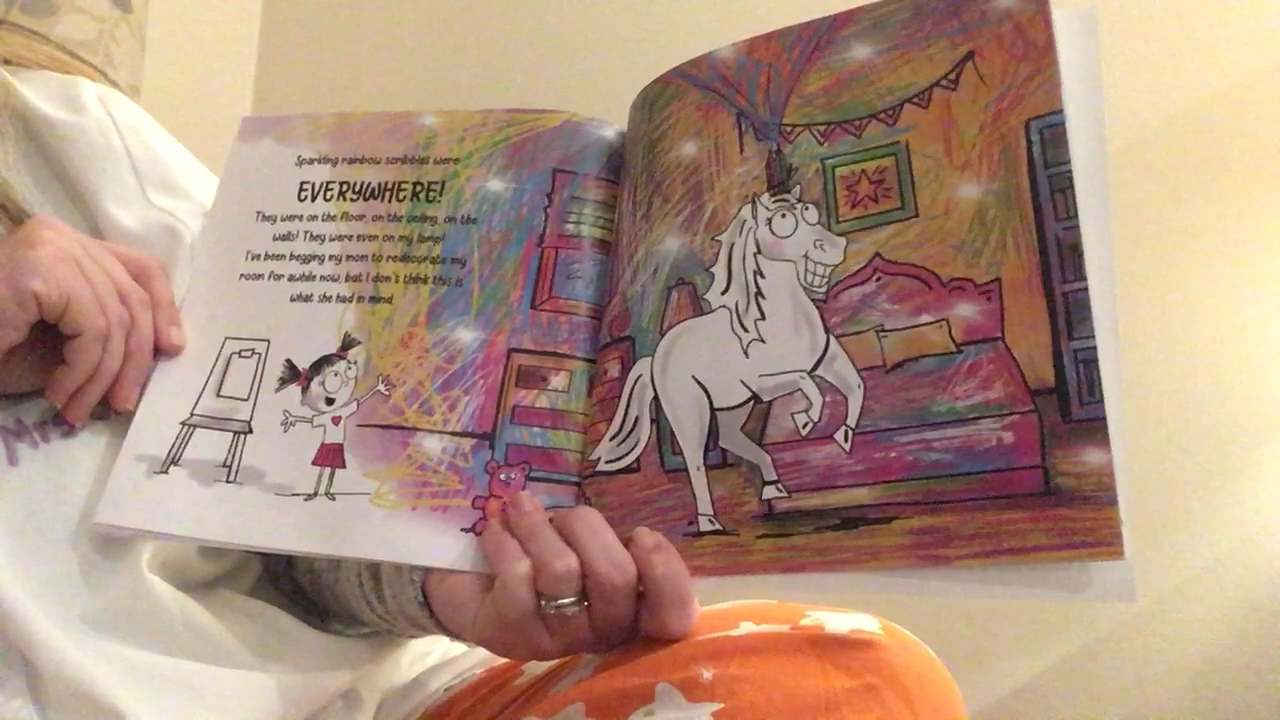 Sparkling rainbow scribbles were
EVERYWHERE!
They were on the floor, on the ceiling, on the
walls! They were even on my lamp!
I've been begging my mom to redecorate my
room for awhile now, but I don't think this is
what she had in mind.